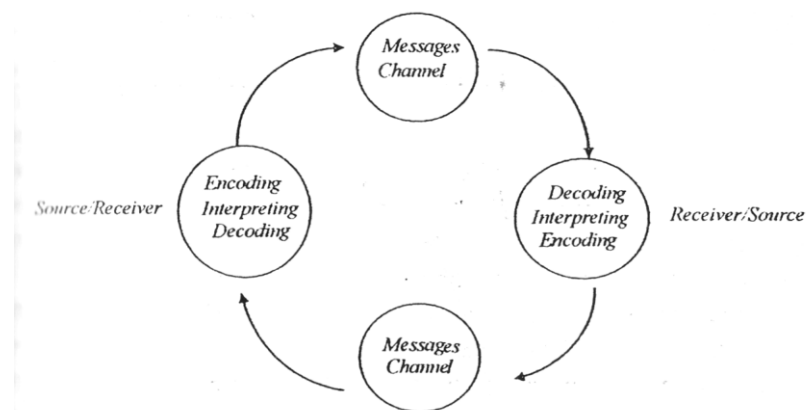 Messages
Channel
Source/Receiver
Encoding
Interpreting
Decoding
Decoding
Interpreting
Encoding
Receiver/Source
Messages
Channel